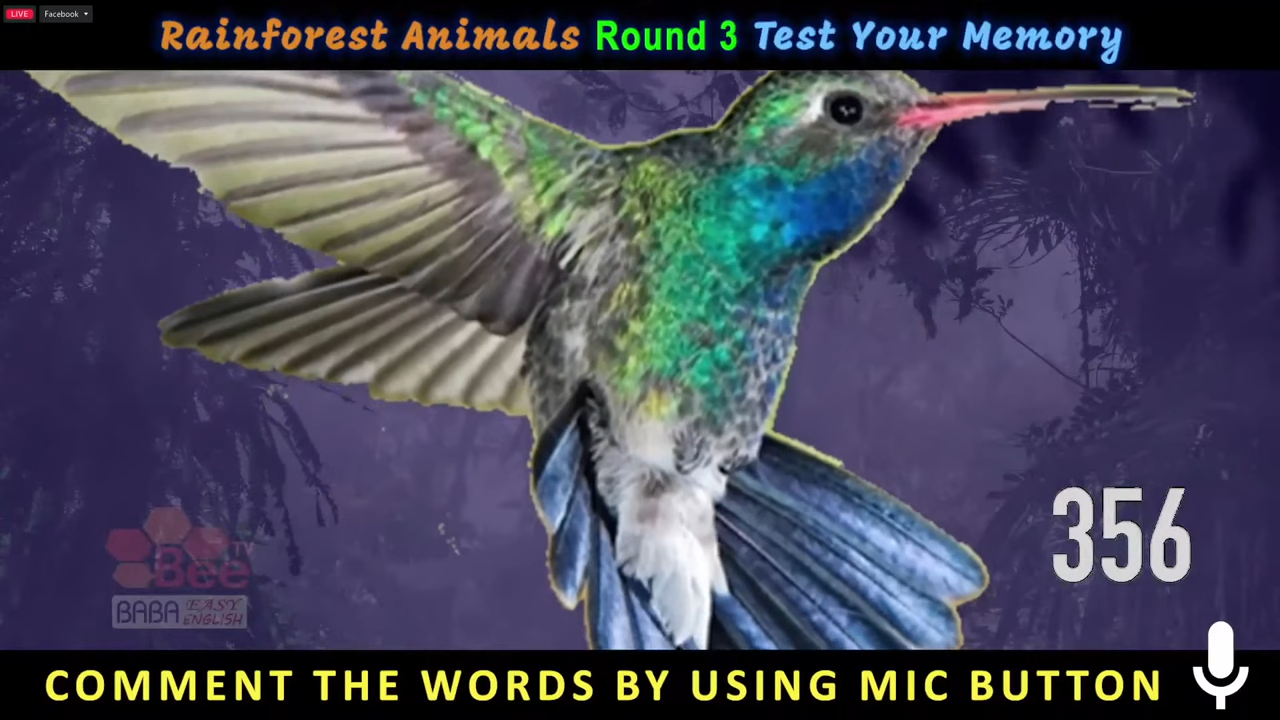 LIVE
Facebook
Rainforest Animals Round 3 Test Your Memory
356
Bee TV
BABA EASY ENGLISH
COMMENT THE WORDS BY USING MIC BUTTON